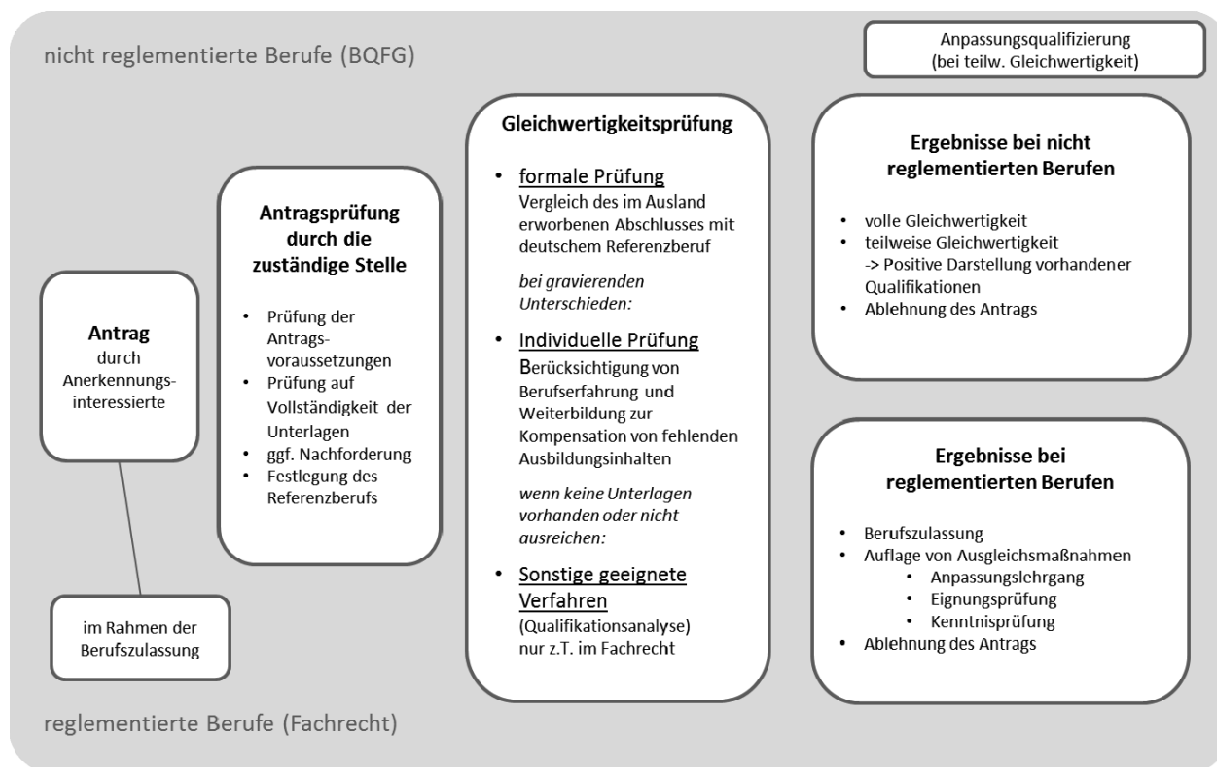 nicht reglementierte Berufe (BQFG)
Anpassungsqualifizierung
(bei teilw. Gleichwertigkeit)
Antrag
durch
Anerkennungs-
interessierte
im Rahmen der
Berufszulassung
Antragsprüfung
durch die
zuständige Stelle
• Prüfung der
Antrags-
voraussetzungen
• Prüfung auf
Vollständigkeit der
Unterlagen
• ggf. Nachforderung
• Festlegung des
Referenzberufs
Gleichwertigkeitsprüfung
• formale Prüfung
Vergleich des im Ausland
erworbenen Abschlusses mit
deutschem Referenzberuf
bei gravierenden
Unterschieden:
• Individuelle Prüfung
Berücksichtigung von
Berufserfahrung und
Weiterbildung zur
Kompensation von fehlenden
Ausbildungsinhalten
wenn keine Unterlagen
vorhanden oder nicht
ausreichen:
• Sonstige geeignete
Verfahren
(Qualifikationsanalyse)
nur z.T. im Fachrecht
Ergebnisse bei nicht
reglementierten Berufen
• volle Gleichwertigkeit
• teilweise Gleichwertigkeit
-> Positive Darstellung vorhandener
Qualifikationen
• Ablehnung des Antrags
Ergebnisse bei
reglementierten Berufen
• Berufszulassung
• Auflage von Ausgleichsmaßnahmen
• Anpassungslehrgang
• Eignungsprüfung
• Kenntnisprüfung
• Ablehnung des Antrags
reglementierte Berufe (Fachrecht)